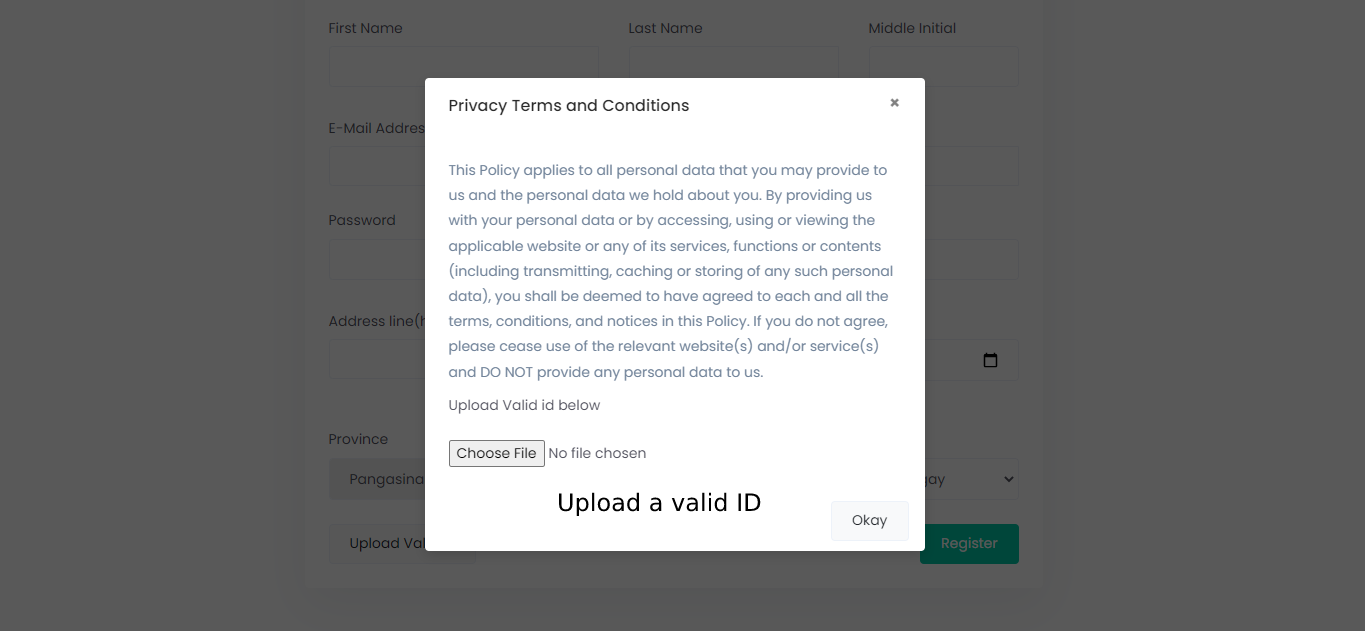 First Name Last Name Middle Initial
Privacy Terms and Conditions ×
E-Mail Addres
This Policy applies to all personal data that you may provide to
us and the personal data we hold about you. By providing us
with your personal data or by accessing, using or viewing the
applicable website or any of its services, functions or contents
(including transmitting, caching or storing of any such personal
data), you shall be deemed to have agreed to each and all the
terms, conditions, and notices in this Policy. If you do not agree,
please cease use of the relevant website(s) and/or service(s)
and DO NOT provide any personal data to us.
Password
Address line(h
Upload Valid id below
Province
Choose File No file chosen
Pangasina gay
Upload a valid ID
Okay
Upload Val Register